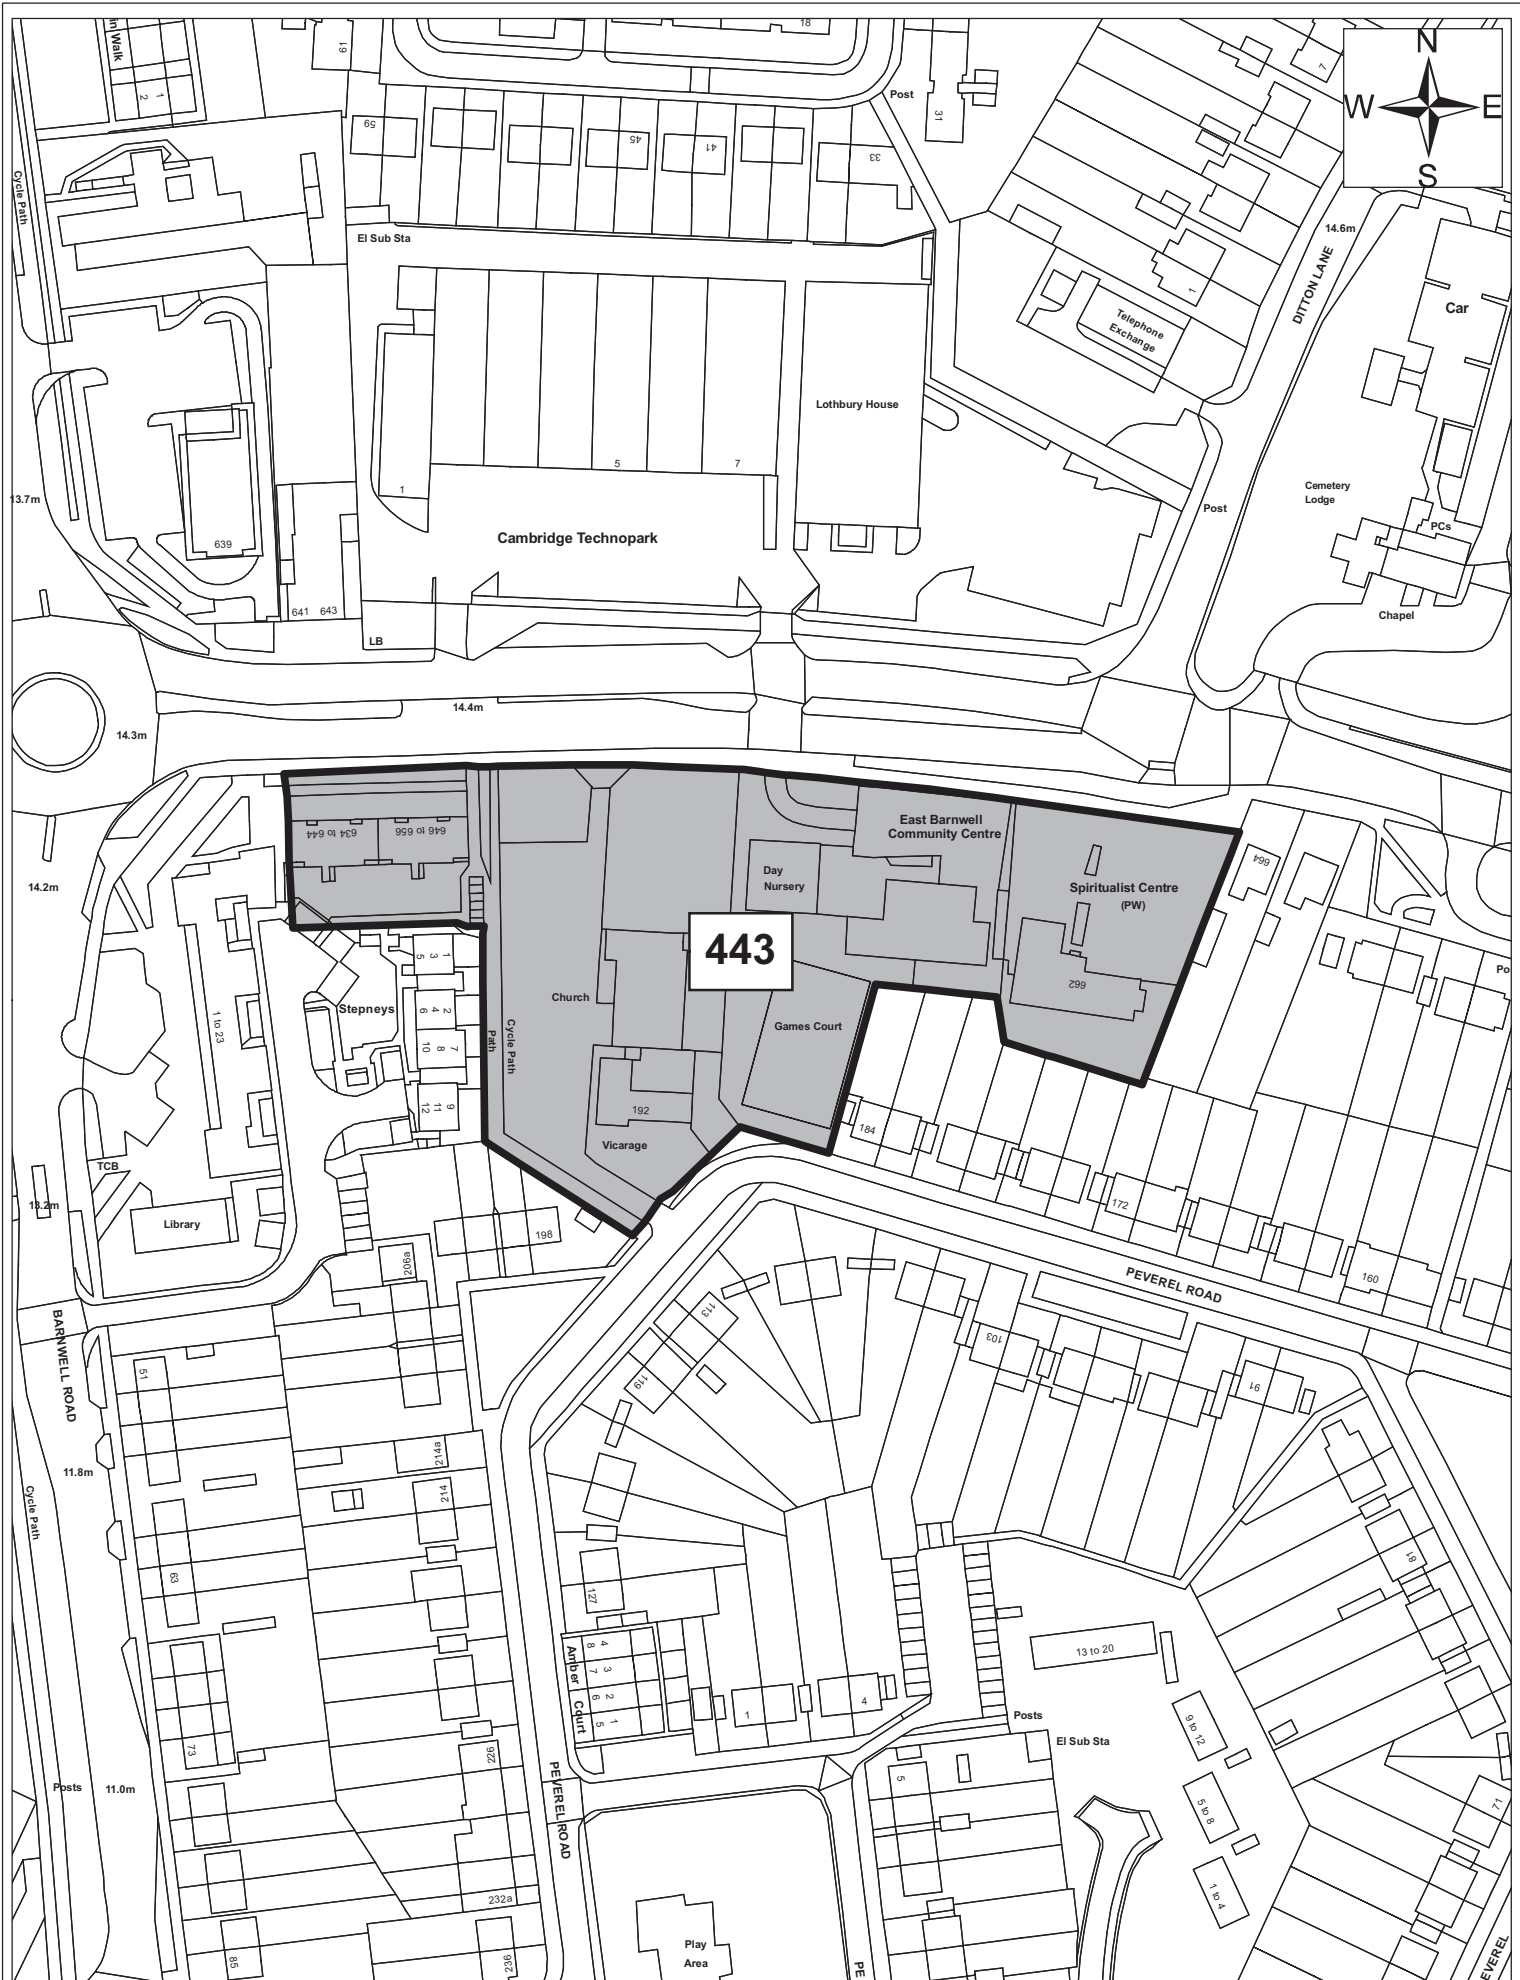 in Walk
2
1
61
18
7
Post
31
N
W
E
S
59
45
41
33
Cycle Path
El Sub Sta
14.6m
DITTON LANE
1
Telephone
Exchange
Car
Lothbury House
1
5
7
13.7m
639
Cambridge Technopark
Cemetery
Lodge
PCs
Post
Chapel
641
643
LB
14.4m
14.3m
East Barnwell
Community Centre
634 to 644
646 to 656
14.2m
Day
Nursery
Spiritualist Centre
(PW)
664
443
1
3
5
662
Po
Church
Stepneys
1 to 23
2
4
6
7
8
10
Path
Cycle Path
Games Court
9
11
12
192
Vicarage
184
TCB
13.2m
Library
198
172
206a
160
PEVEREL ROAD
BARNWELL ROAD
113
103
51
119
91
11.8m
Cycle Path
214a
214
63
127
81
Amber Court
8
4
7
3
6
2
5
1
13 to 20
1
4
Posts
El Sub Sta
9 to 12
73
226
Posts
11.0m
PEVEREL ROAD
5
5 to 8
71
1 to 4
232a
85
236
Play
Area
PE
EVEREL